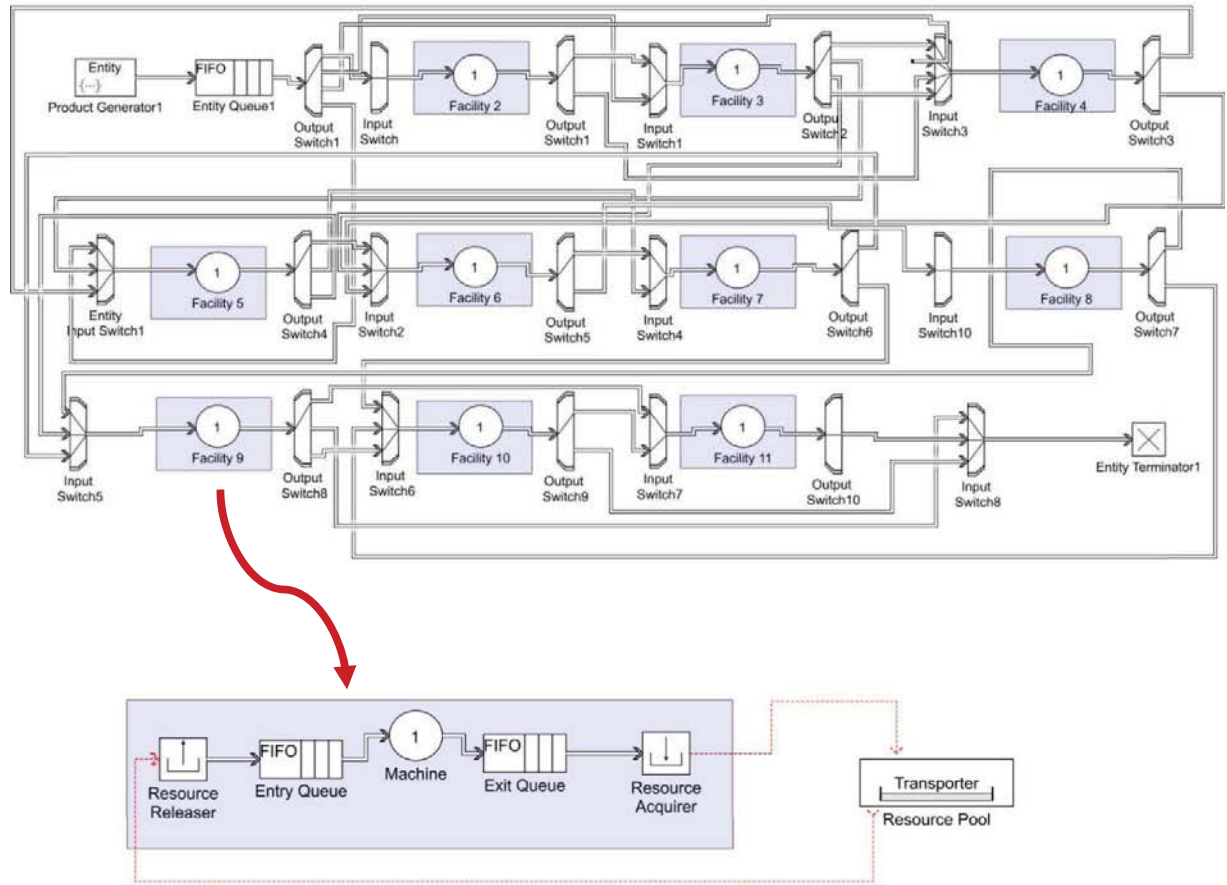 Entity
{...}
Product Generator1
FIFO
Entity Queue1
Output
Switch1
Input
Switch
1
Facility 2
Output
Switch1
Input
Switch1
1
Facility 3
Output
Switch2
Input
Switch3
1
Facility 4
Output
Switch3
Entity
Input Switch1
1
Facility 5
Output
Switch4
Input
Switch2
1
Facility 6
Output
Switch5
Input
Switch4
1
Facility 7
Output
Switch6
Input
Switch10
1
Facility 8
Output
Switch7
Input
Switch5
1
Facility 9
Output
Switch8
Input
Switch6
1
Facility 10
Output
Switch9
Input
Switch7
1
Facility 11
Output
Switch10
Input
Switch8
Entity Terminator1
Resource
Releaser
FIFO
Entry Queue
1
Machine
FIFO
Exit Queue
Resource
Acquirer
Transporter
Resource Pool